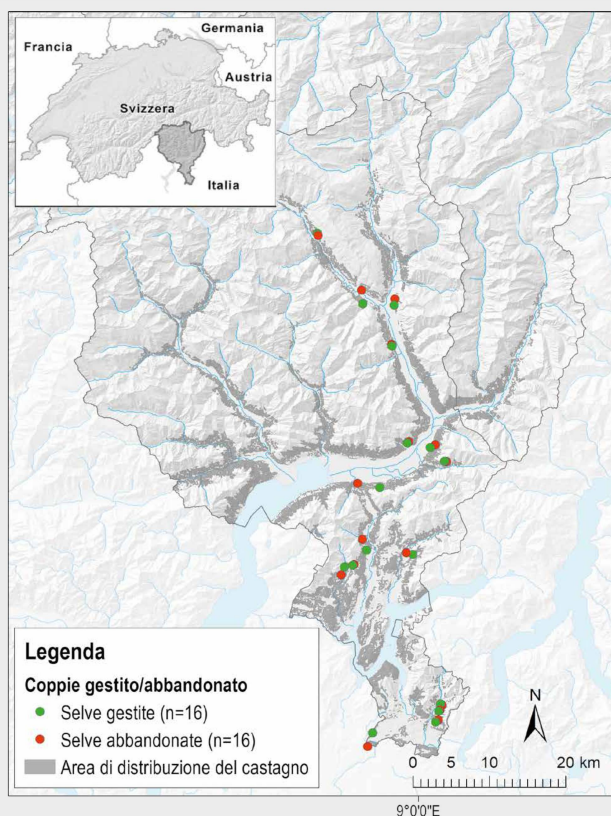 Germania
Francia
Austria
Svizzera
Italia
Legenda
Coppie gestito/abbandonato
Selve gestite (n=16)
Selve abbandonate (n=16)
Area di distribuzione del castagno
N
0 5 10 20 km
9°0'0"E